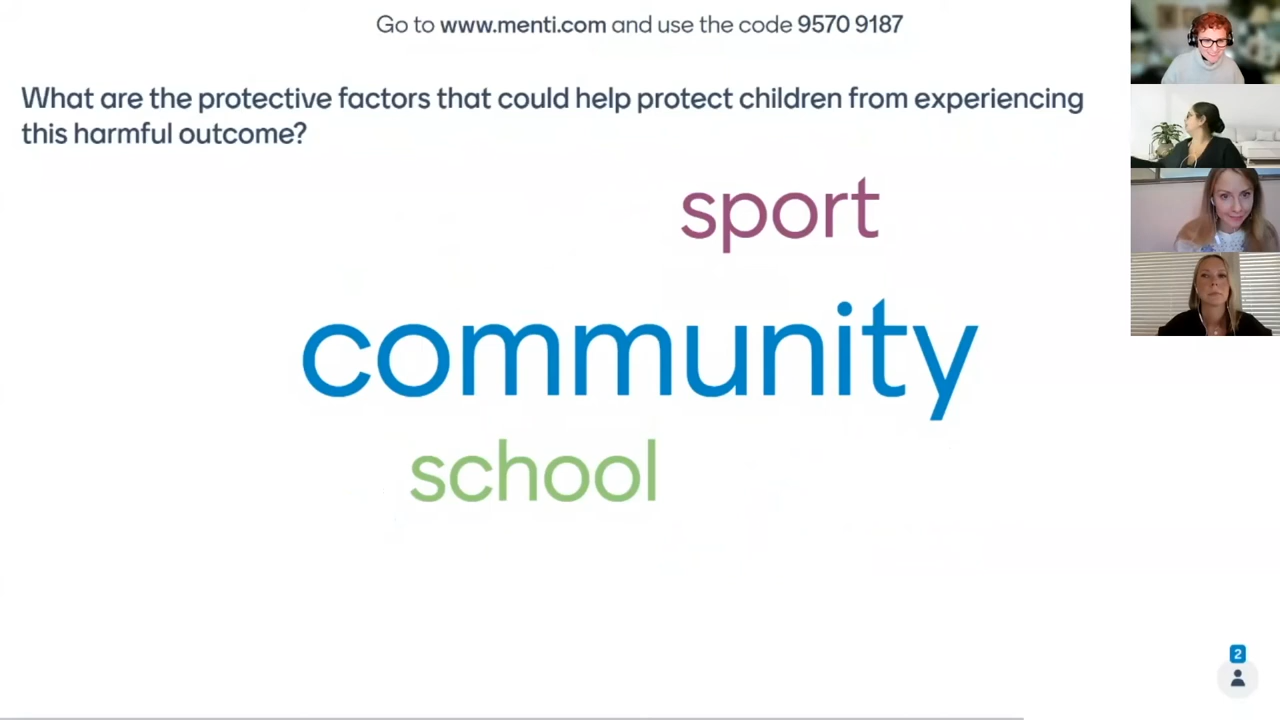 Go to www.menti.com and use the code 9570 9187
What are the protective factors that could help protect children from experiencing
this harmful outcome?
sport
community
school
2